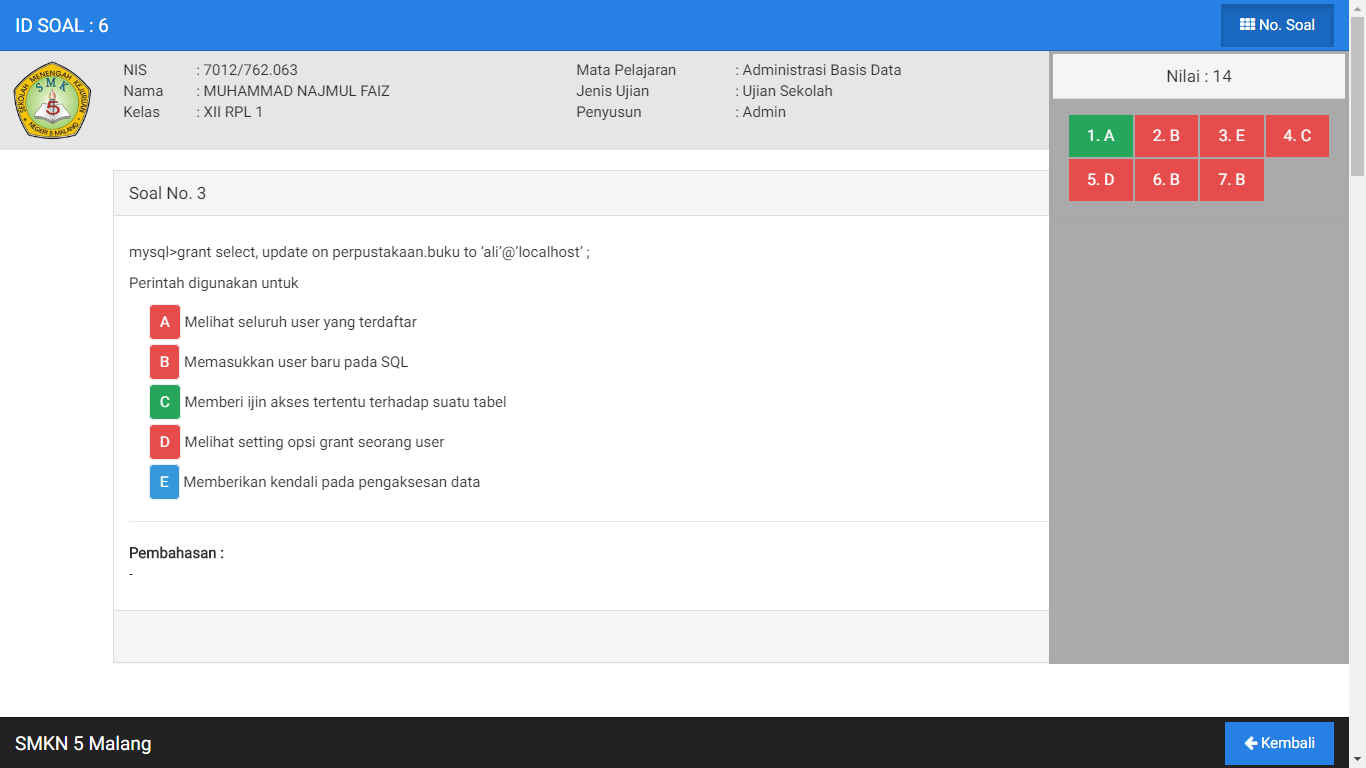 ID SOAL : 6
No. Soal
SEKOLAH MENENGAH KEJURUAN
SMK
5
NEGERI 5 MALANG
NIS : 7012/762.063
Nama : MUHAMMAD NAJMUL FAIZ
Kelas : XII RPL 1
Mata Pelajaran : Administrasi Basis Data
Jenis Ujian : Ujian Sekolah
Penyusun : Admin
Nilai : 14
1. A 2. B 3. E 4. C
5. D 6. B 7. B
Soal No. 3
mysql>grant select, update on perpustakaan.buku to ‘ali’@’localhost’ ;
Perintah digunakan untuk
A Melihat seluruh user yang terdaftar
B Memasukkan user baru pada SQL
C Memberi ijin akses tertentu terhadap suatu tabel
D Melihat setting opsi grant seorang user
E Memberikan kendali pada pengaksesan data
Pembahasan :
-
SMKN 5 Malang
Kembali